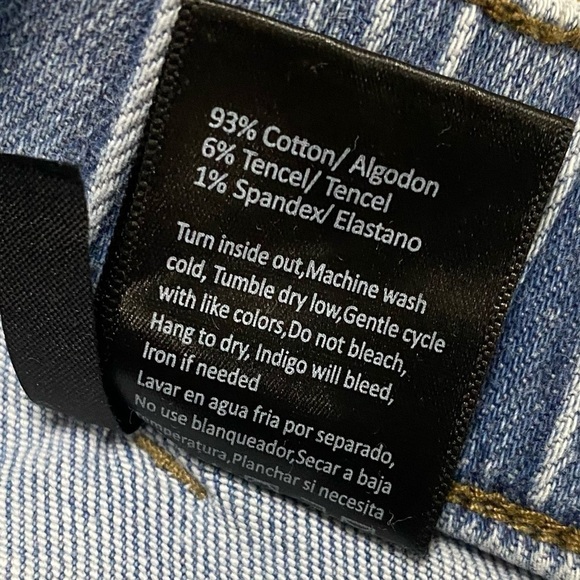 93% Cotton/ Algodon
6% Tencel/ Tencel
1% Spandex/ Elastano
Turn inside out,Machine wash
cold, Tumble dry low,Gentle cycle
with like colors,Do not bleach,
Hang to dry, Indigo will bleed,
Iron if needed
Lavar en agua fria por separado,
No use blanqueador,Secar a baja
temperatura,Planchar si necesita